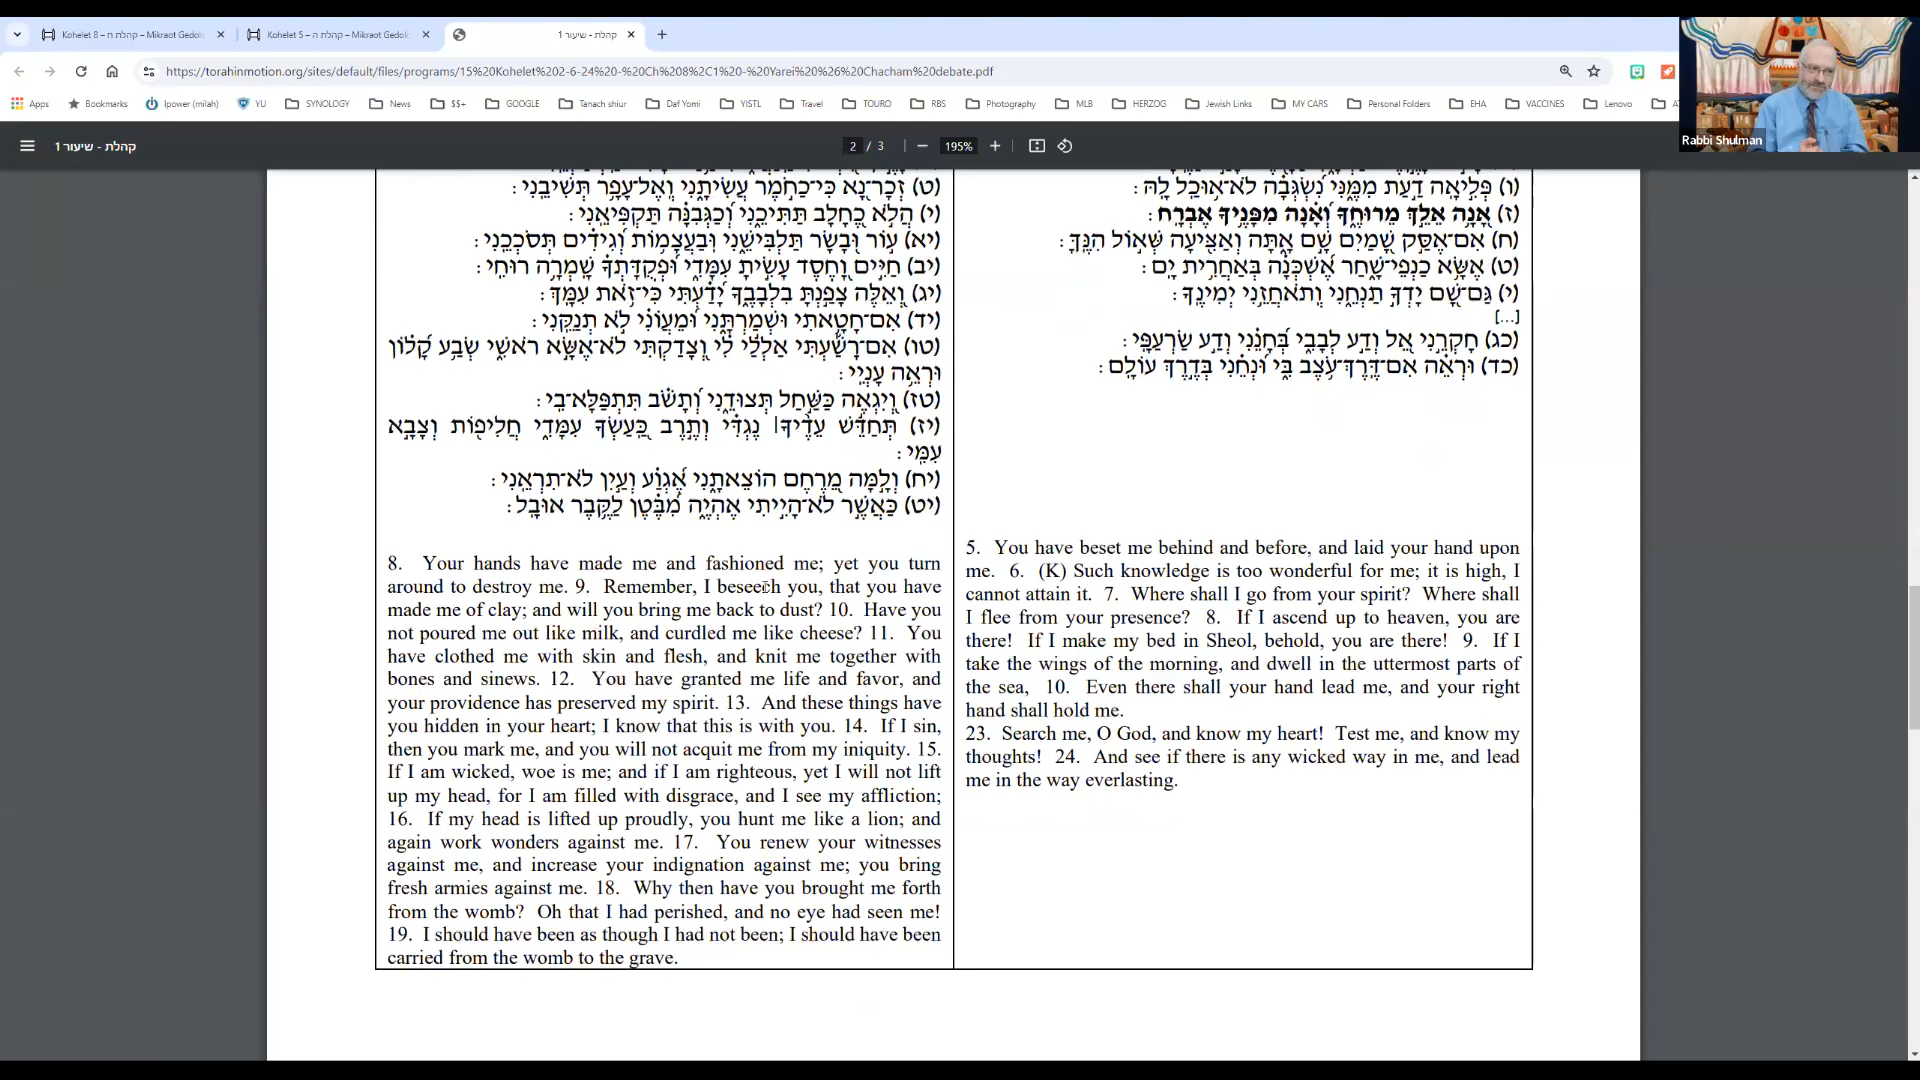 Kohelet 8 – קהלת ח – Mikraot Gedol
Kohelet 5 – קהלת ה – Mikraot Gedol
קהלת - שיעור 1
https://torahinmotion.org/sites/default/files/programs/15%20Kohelet%202-6-24%20-%20Ch%208%2C1%20-%20Yarei%20%26%20Chacham%20debate.pdf
Apps Bookmarks Ipower (milah) YU SYNOLOGY News $$+ GOOGLE Tanach shiur Daf Yomi YISTL Travel TOURO RBS Photography MLB HERZOG Jewish Links MY CARS Personal Folders EHA VACCINES Lenovo
Rabbi Shulman
קהלת - שיעור 1
2 / 3
195%
(ו) פְּלִיאָה דַעַת מִמֶּנִּי נִשְׂגְּבָה לֹא־אוּכַל לָהּ:
(ז) אָנָה אֵלֵךְ מֵרוּחֶךָ וְאָנָה מִפָּנֶיךָ אֶבְרָח:
(ח) אִם־אֶסַּק שָׁמַיִם שָׁם אָתָּה וְאַצִּיעָה שְּׁאוֹל הִנֶּךָּ:
(ט) אֶשָּׂא כַנְפֵי־שָׁחַר אֶשְׁכְּנָה בְּאַחֲרִית יָם:
(י) גַּם־שָׁם יָדְךָ תַנְחֵנִי וְתֹאחֲזֵנִי יְמִינֶךָ:
[...]
(כג) חָקְרֵנִי אֵל וְדַע לְבָבִי בְּחָנֵנִי וְדַע שַׂרְעַפָּי:
(כד) וּרְאֵה אִם־דֶּרֶךְ־עֹצֶב בִּי וּנְחֵנִי בְּדֶרֶךְ עוֹלָם:
5. You have beset me behind and before, and laid your hand upon
me. 6. (K) Such knowledge is too wonderful for me; it is high, I
cannot attain it. 7. Where shall I go from your spirit? Where shall
I flee from your presence? 8. If I ascend up to heaven, you are
there! If I make my bed in Sheol, behold, you are there! 9. If I
take the wings of the morning, and dwell in the uttermost parts of
the sea, 10. Even there shall your hand lead me, and your right
hand shall hold me.
23. Search me, O God, and know my heart! Test me, and know my
thoughts! 24. And see if there is any wicked way in me, and lead
me in the way everlasting.
(ט) זְכָר־נָא כִּי־כַחֹמֶר עֲשִׂיתָנִי וְאֶל־עָפָר תְּשִׁיבֵנִי:
(י) הֲלֹא כֶחָלָב תַּתִּיכֵנִי וְכַגְּבִנָּה תַּקְפִּיאֵנִי:
(יא) עוֹר וּבָשָׂר תַּלְבִּישֵׁנִי וּבַעֲצָמוֹת וְגִידִים תְּסֹכְכֵנִי:
(יב) חַיִּים וָחֶסֶד עָשִׂיתָ עִמָּדִי וּפְקֻדָּתְךָ שָׁמְרָה רוּחִי:
(יג) וְאֵלֶּה צָפַנְתָּ בִלְבָבֶךָ יָדַעְתִּי כִּי־זֹאת עִמָּךְ:
(יד) אִם־חָטָאתִי וּשְׁמַרְתָּנִי וּמֵעֲוֹנִי לֹא תְנַקֵּנִי:
(טו) אִם־רָשַׁעְתִּי אַלְלַי לִי וְצָדַקְתִּי לֹא־אֶשָּׂא רֹאשִׁי שְׂבַע קָלוֹן
וּרְאֵה עָנְיִי:
(טז) וְיִגְאֶה כַּשַּׁחַל תְּצוּדֵנִי וְתָשֹׁב תִּתְפַּלָּא־בִי:
(יז) תְּחַדֵּשׁ עֵדֶיךָ׀ נֶגְדִּי וְתֶרֶב כַּעַשְׂךָ עִמָּדִי חֲלִיפוֹת וְצָבָא
עִמִּי:
(יח) וְלָמָּה מֵרֶחֶם הֹוצֵאתָנִי אֶגְוַע וְעַיִן לֹא־תִרְאֵנִי:
(יט) כַּאֲשֶׁר לֹא־הָיִיתִי אֶהְיֶה מִבֶּטֶן לַקֶּבֶר אוּבָל:
8. Your hands have made me and fashioned me; yet you turn
around to destroy me. 9. Remember, I beseech you, that you have
made me of clay; and will you bring me back to dust? 10. Have you
not poured me out like milk, and curdled me like cheese? 11. You
have clothed me with skin and flesh, and knit me together with
bones and sinews. 12. You have granted me life and favor, and
your providence has preserved my spirit. 13. And these things have
you hidden in your heart; I know that this is with you. 14. If I sin,
then you mark me, and you will not acquit me from my iniquity. 15.
If I am wicked, woe is me; and if I am righteous, yet I will not lift
up my head, for I am filled with disgrace, and I see my affliction;
16. If my head is lifted up proudly, you hunt me like a lion; and
again work wonders against me. 17. You renew your witnesses
against me, and increase your indignation against me; you bring
fresh armies against me. 18. Why then have you brought me forth
from the womb? Oh that I had perished, and no eye had seen me!
19. I should have been as though I had not been; I should have been
carried from the womb to the grave.